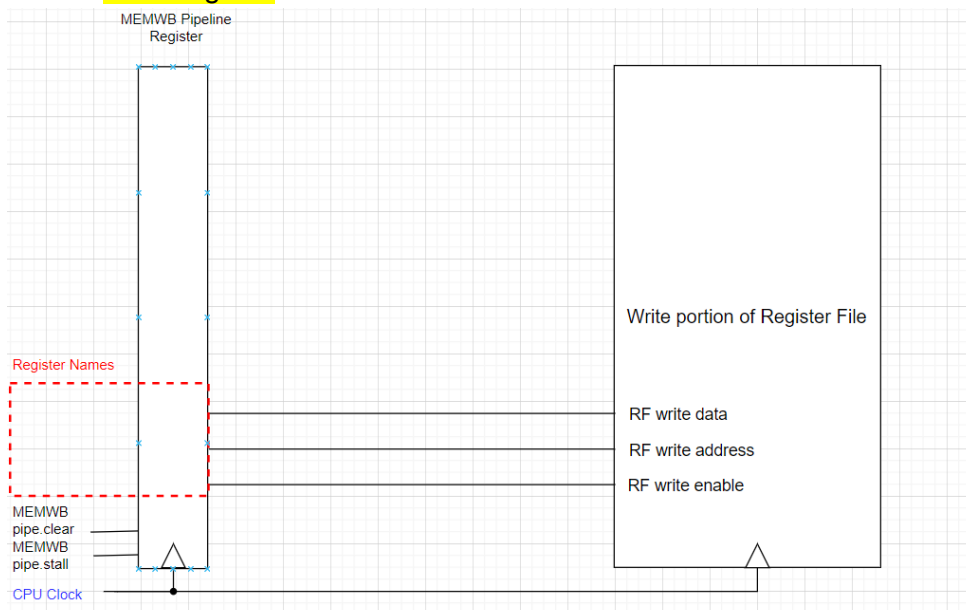 MEMWB Pipeline
Register
Write portion of Register File
Register Names
RF write data
RF write address
RF write enable
MEMWB
pipe.clear
MEMWB
pipe.stall
CPU Clock